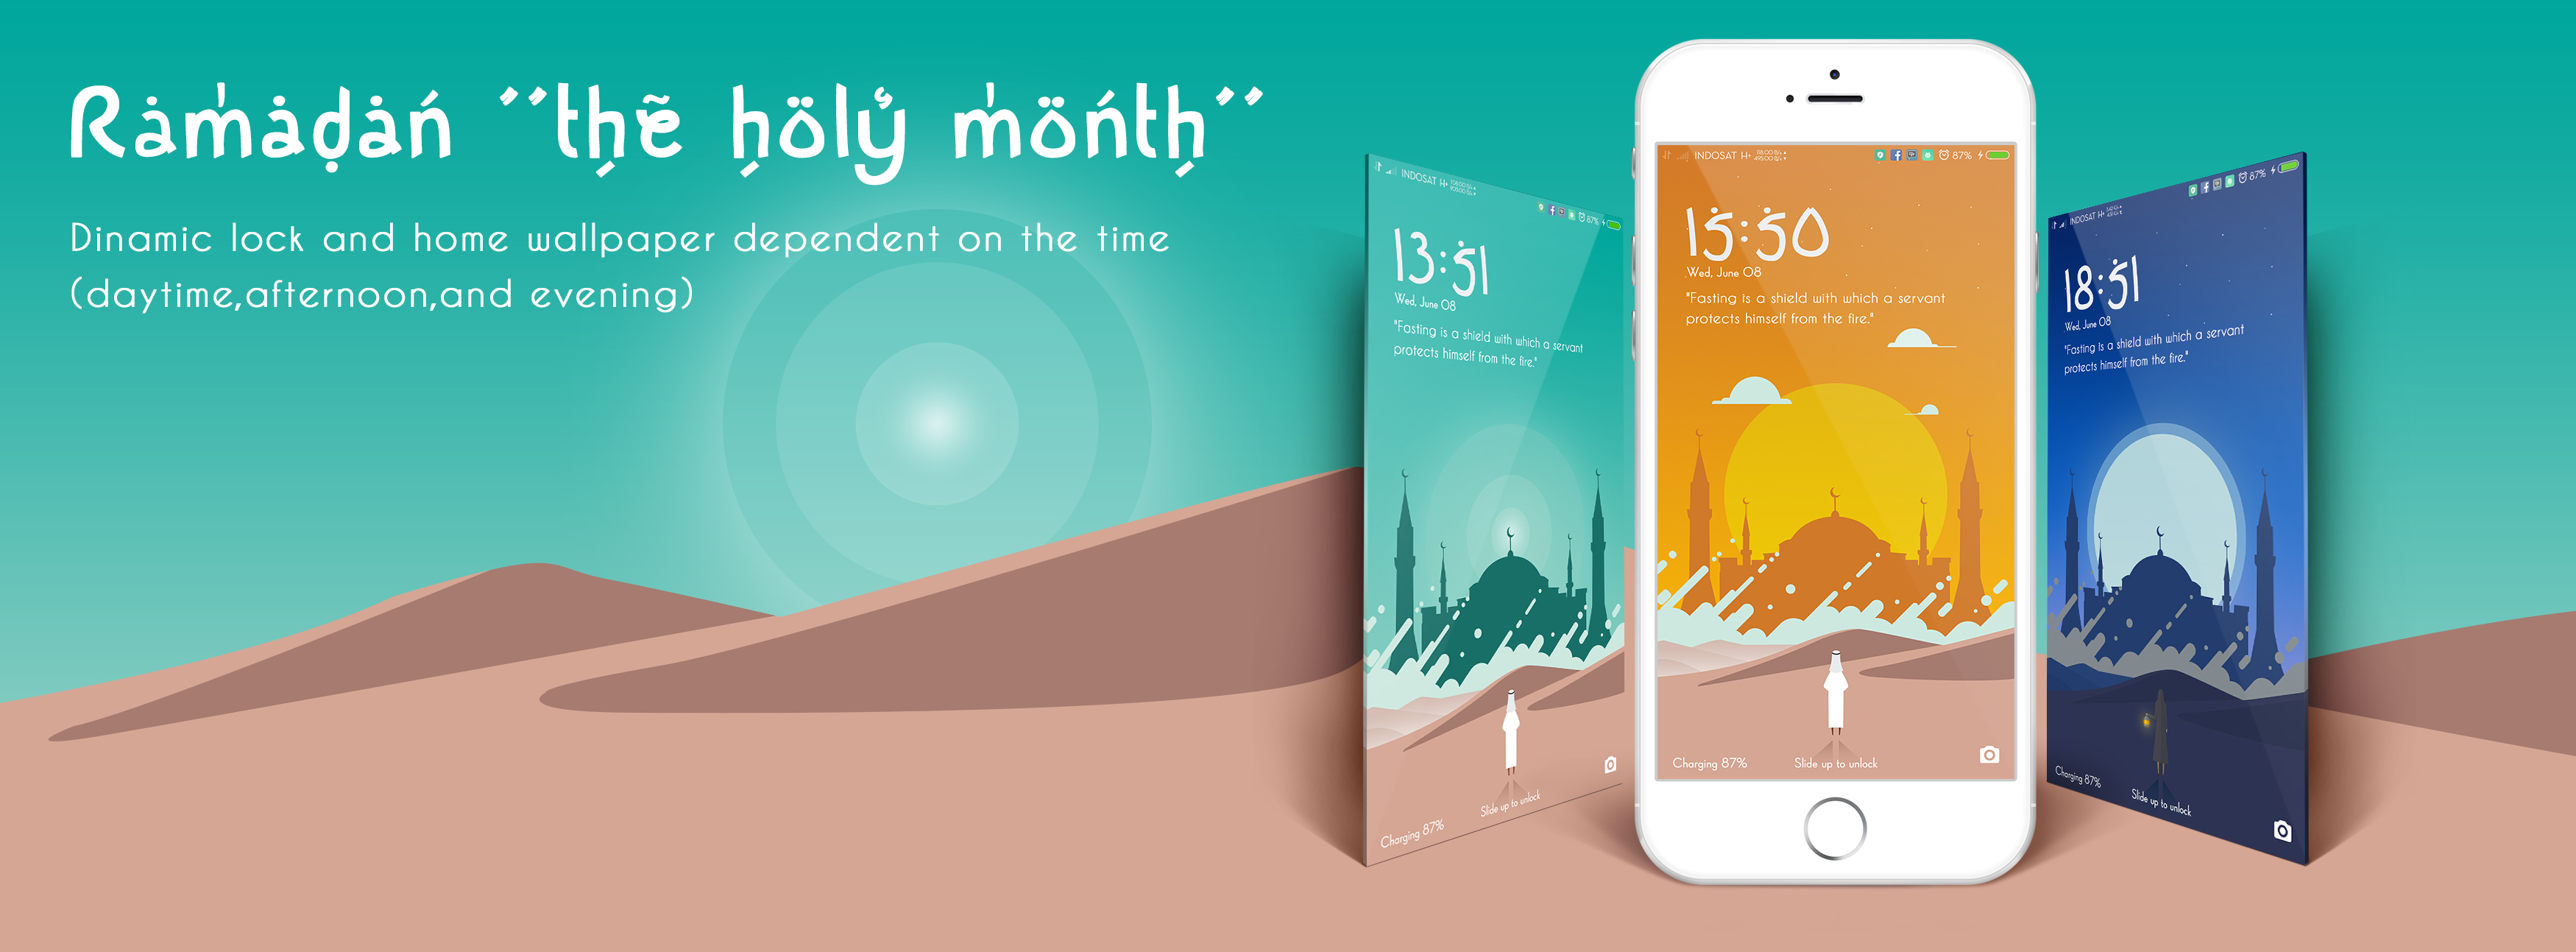 Ramadan "the holy month"
Dinamic lock and home wallpaper dependent on the time
(daytime,afternoon,and evening)
INDOSAT H+
87%
13:51
Wed, June 08
"Fasting is a shield with which a servant
protects himself from the fire."
Charging 87%
Slide up to unlock
INDOSAT H+
87%
15:50
Wed, June 08
"Fasting is a shield with which a servant
protects himself from the fire."
Charging 87%
Slide up to unlock
INDOSAT H+
87%
18:51
Wed, June 08
"Fasting is a shield with which a servant
protects himself from the fire."
Charging 87%
Slide up to unlock